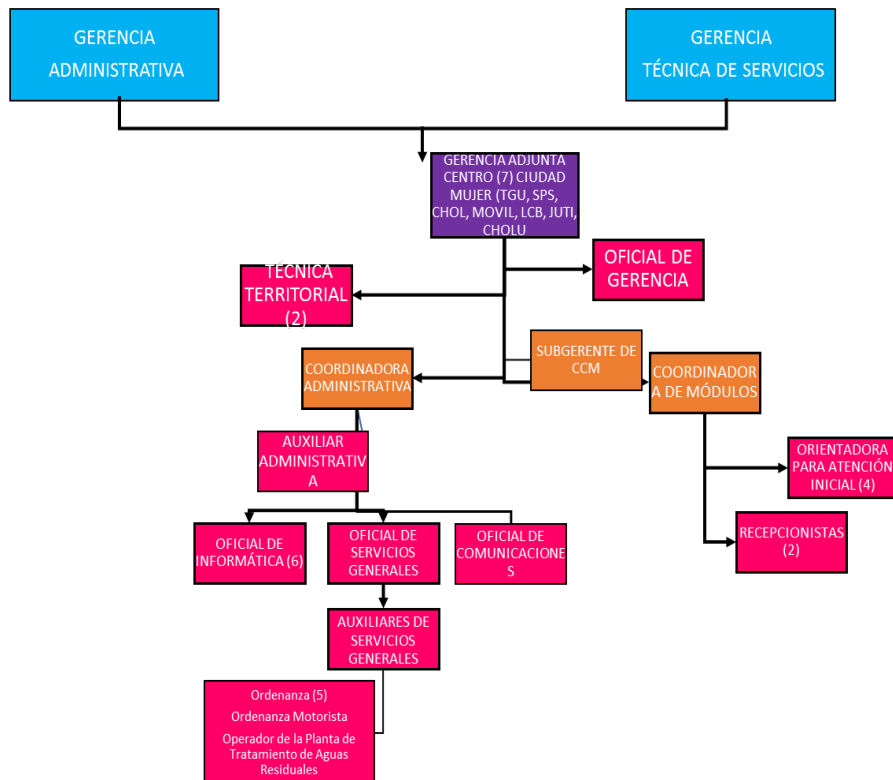 GERENCIA
ADMINISTRATIVA
GERENCIA
TÉCNICA DE SERVICIOS
GERENCIA ADJUNTA
CENTRO (7) CIUDAD
MUJER (TGU, SPS,
CHOL, MOVIL, LCB, JUTI,
CHOLU
OFICIAL DE
GERENCIA
TÉCNICA
TERRITORIAL
(2)
SUBGERENTE DE
CCM
COORDINADORA
ADMINISTRATIVA
COORDINADOR
A DE MÓDULOS
AUXILIAR
ADMINISTRATIV
A
ORIENTADORA
PARA ATENCIÓN
INICIAL (4)
OFICIAL DE
INFORMÁTICA (6)
OFICIAL DE
SERVICIOS
GENERALES
OFICIAL DE
COMUNICACIONE
S
RECEPCIONISTAS
(2)
AUXILIARES DE
SERVICIOS
GENERALES
Ordenanza (5)
Ordenanza Motorista
Operador de la Planta de
Tratamiento de Aguas
Residuales